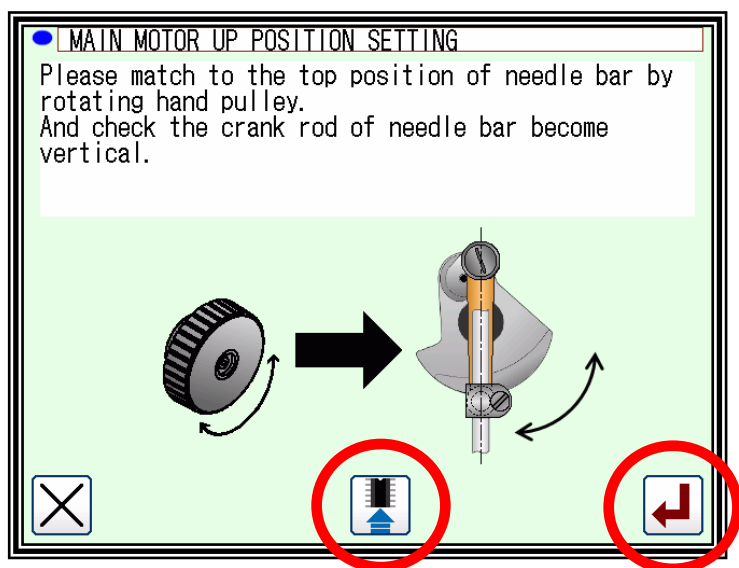 MAIN MOTOR UP POSITION SETTING
Please match to the top position of needle bar by
rotating hand pulley.
And check the crank rod of needle bar become
vertical.